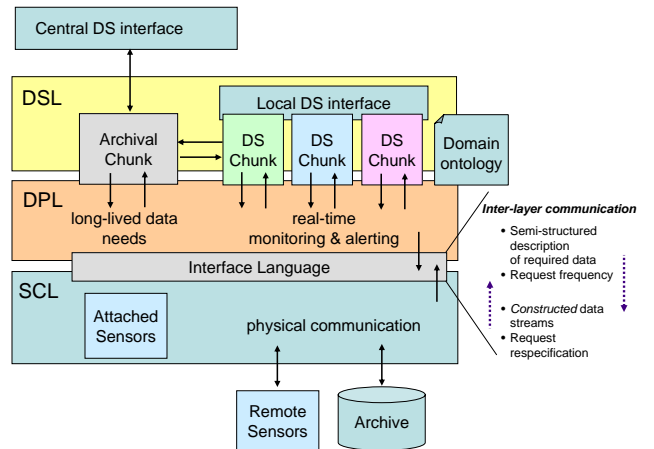 Central DS interface
DSL
Local DS interface
Archival
Chunk
DS
Chunk
DS
Chunk
DS
Chunk
Domain
ontology
DPL
long-lived data
needs
real-time
monitoring & alerting
Inter-layer communication
• Semi-structured
description
of required data
• Request frequency
• Constructed data
streams
• Request
respecification
Interface Language
SCL
Attached
Sensors
physical communication
Remote
Sensors
Archive